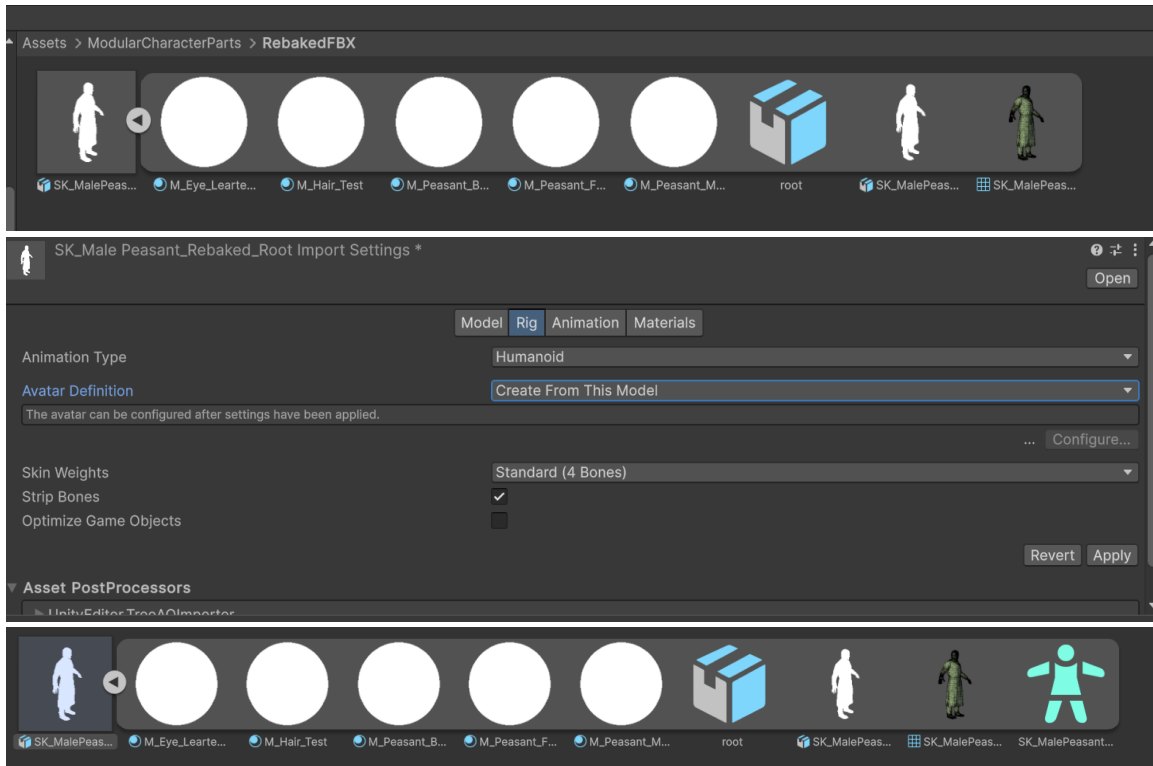 Assets > ModularCharacterParts > RebakedFBX
SK_MalePeas... M_Eye_Learte... M_Hair_Test M_Peasant_B... M_Peasant_F... M_Peasant_M... root SK_MalePeas... SK_MalePeas...
SK_Male Peasant_Rebaked_Root Import Settings *
Open
Model Rig Animation Materials
Animation Type Humanoid
Avatar Definition Create From This Model
The avatar can be configured after settings have been applied.
... Configure...
Skin Weights Standard (4 Bones)
Strip Bones
Optimize Game Objects
Revert Apply
Asset PostProcessors
UnityEditor.TreeAOImporter
SK_MalePeas... M_Eye_Learte... M_Hair_Test M_Peasant_B... M_Peasant_F... M_Peasant_M... root SK_MalePeas... SK_MalePeas... SK_MalePeasant...